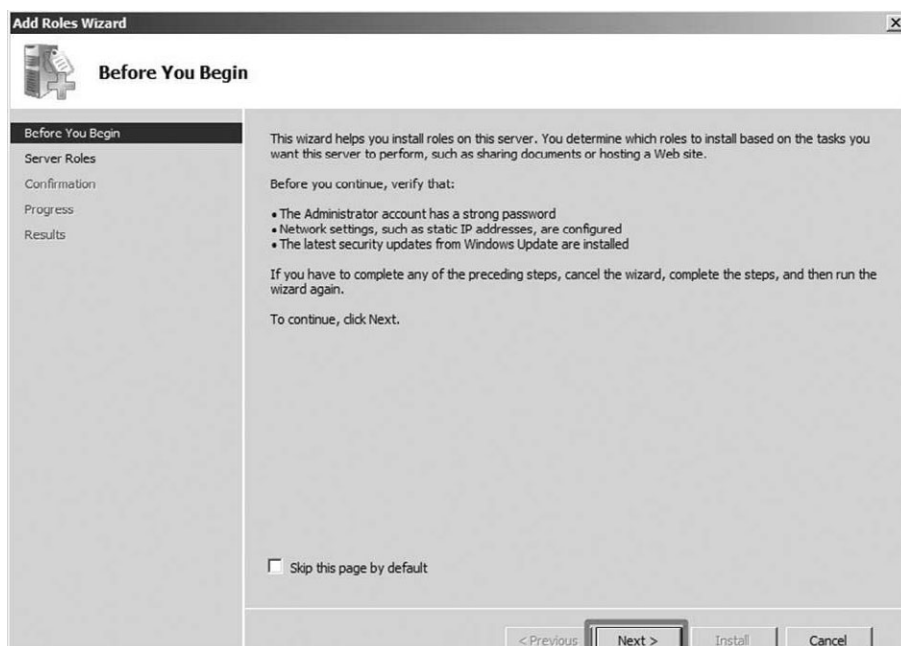 Add Roles Wizard
Before You Begin
Before You Begin
Server Roles
Confirmation
Progress
Results
This wizard helps you install roles on this server. You determine which roles to install based on the tasks you
want this server to perform, such as sharing documents or hosting a Web site.
Before you continue, verify that:
• The Administrator account has a strong password
• Network settings, such as static IP addresses, are configured
• The latest security updates from Windows Update are installed
If you have to complete any of the preceding steps, cancel the wizard, complete the steps, and then run the
wizard again.
To continue, click Next.
Skip this page by default
< Previous Next > Install Cancel